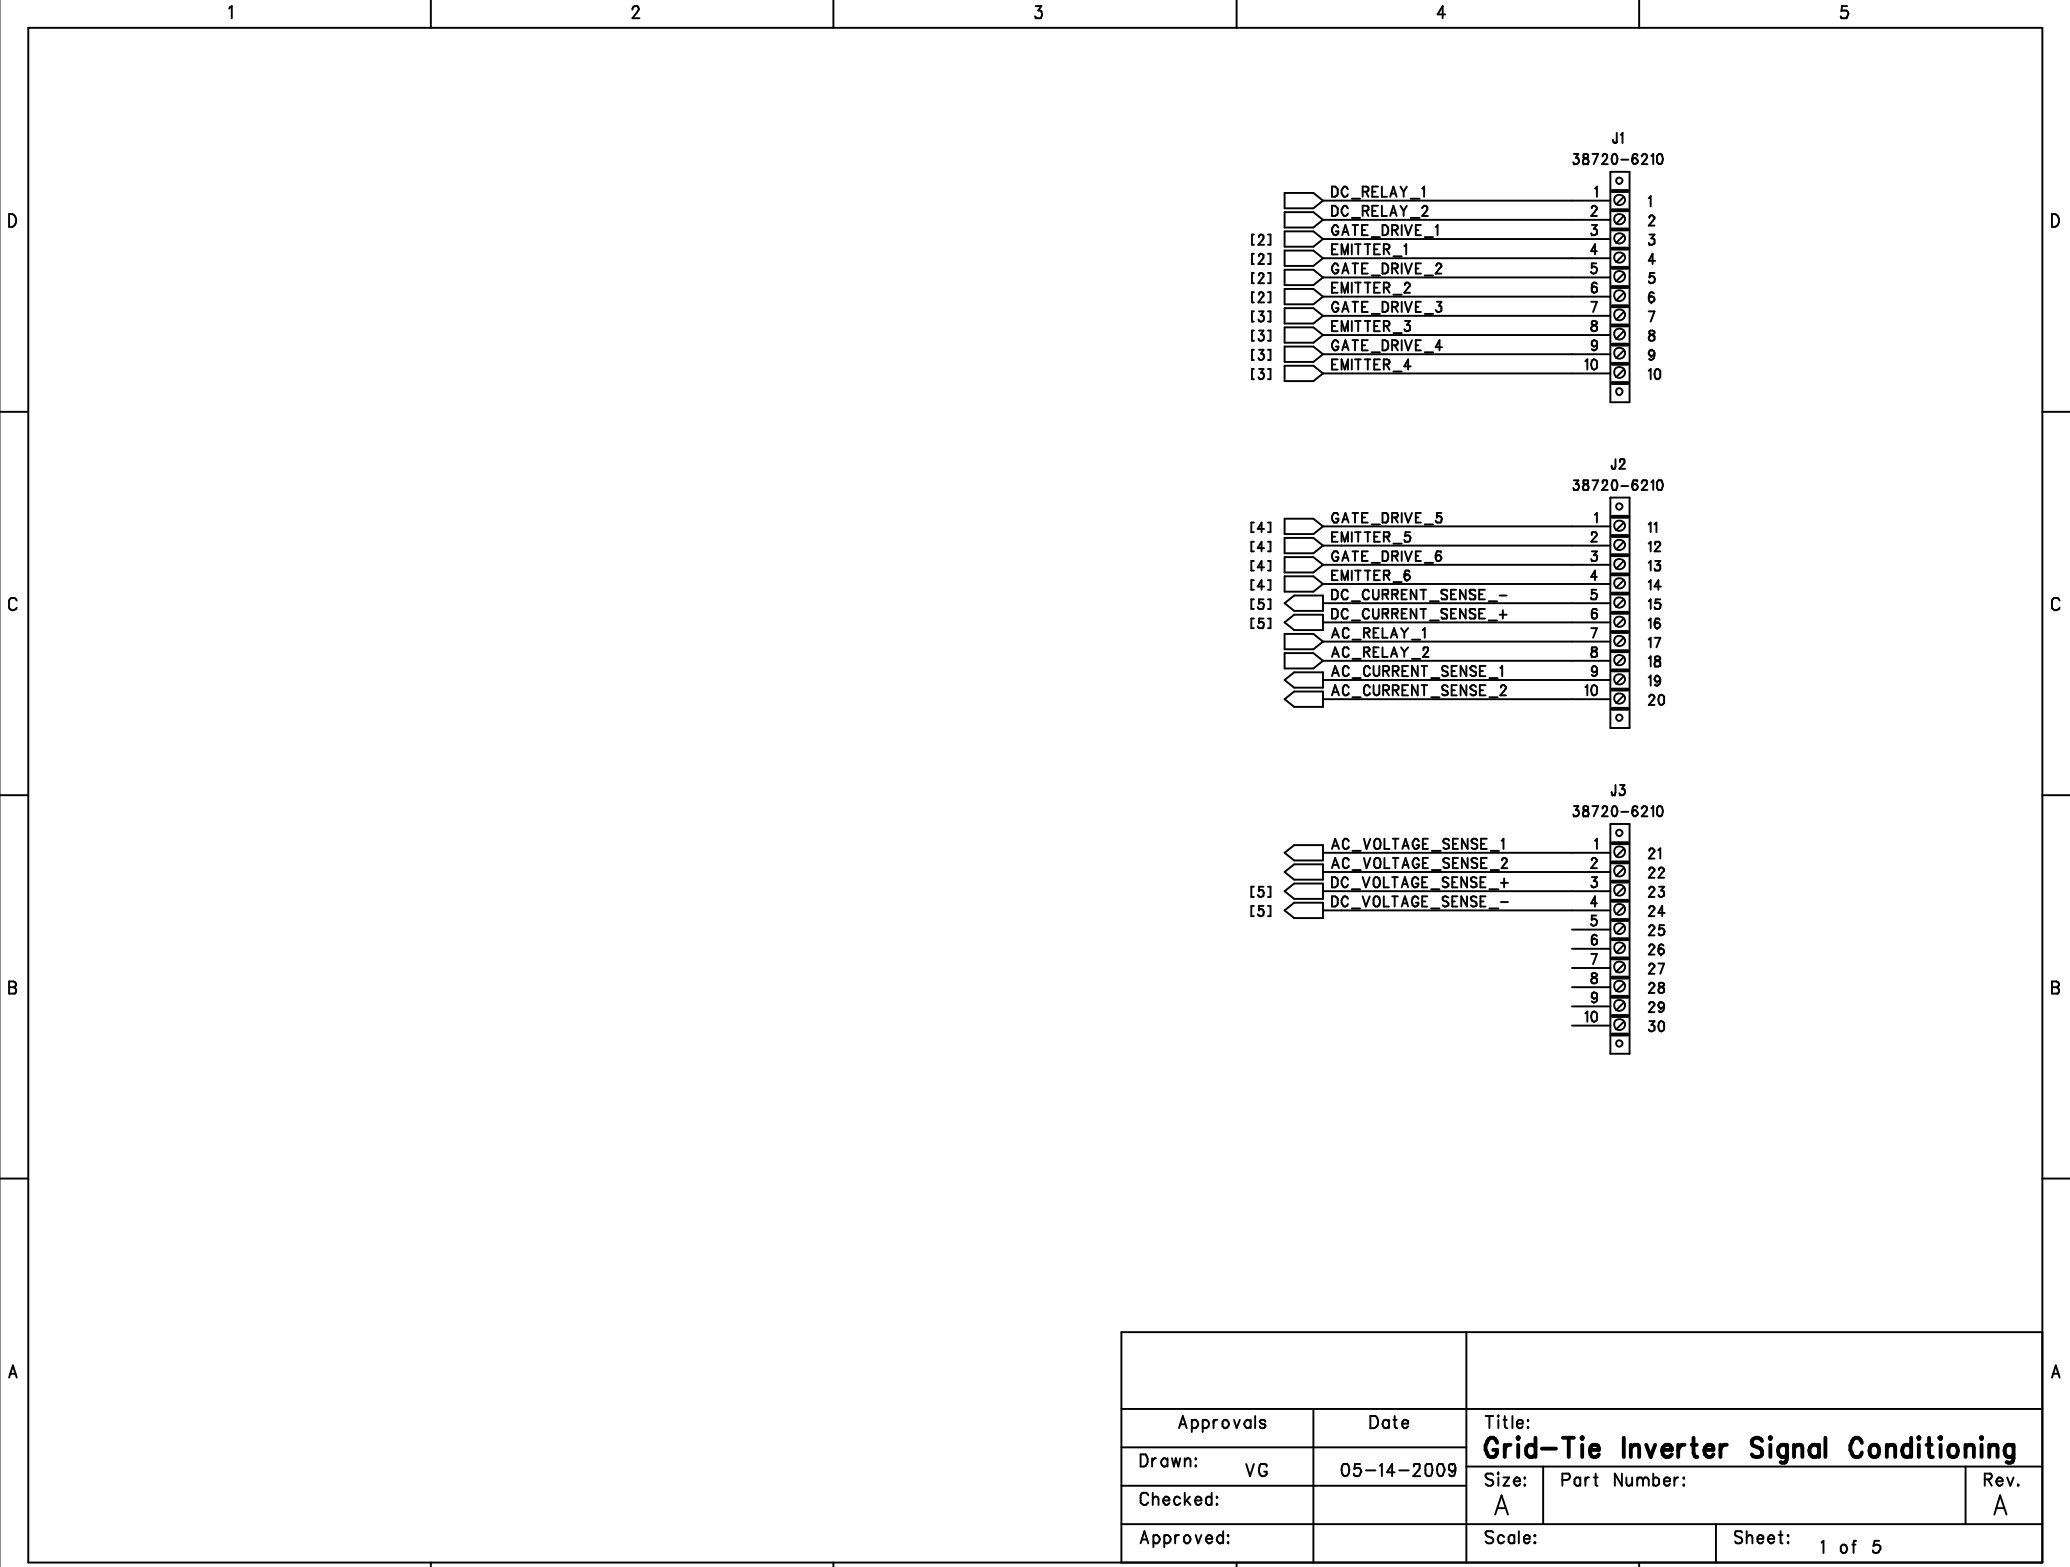 1 2 3 4 5
J1
38720-6210
DC_RELAY_1 1 1
DC_RELAY_2 2 2
[2] GATE_DRIVE_1 3 3
[2] EMITTER_1 4 4
[2] GATE_DRIVE_2 5 5
[2] EMITTER_2 6 6
[3] GATE_DRIVE_3 7 7
[3] EMITTER_3 8 8
[3] GATE_DRIVE_4 9 9
[3] EMITTER_4 10 10
D D
J2
38720-6210
[4] GATE_DRIVE_5 1 11
[4] EMITTER_5 2 12
[4] GATE_DRIVE_6 3 13
[4] EMITTER_6 4 14
[5] DC_CURRENT_SENSE_- 5 15
[5] DC_CURRENT_SENSE_+ 6 16
AC_RELAY_1 7 17
AC_RELAY_2 8 18
AC_CURRENT_SENSE_1 9 19
AC_CURRENT_SENSE_2 10 20
C C
J3
38720-6210
AC_VOLTAGE_SENSE_1 1 21
AC_VOLTAGE_SENSE_2 2 22
[5] DC_VOLTAGE_SENSE_+ 3 23
[5] DC_VOLTAGE_SENSE_- 4 24
5 25
6 26
7 27
8 28
9 29
10 30
B B
A A
Approvals Date
Drawn: VG 05-14-2009
Checked:
Approved:
Title:
Grid-Tie Inverter Signal Conditioning
Size: A Part Number: Rev. A
Scale: Sheet: 1 of 5